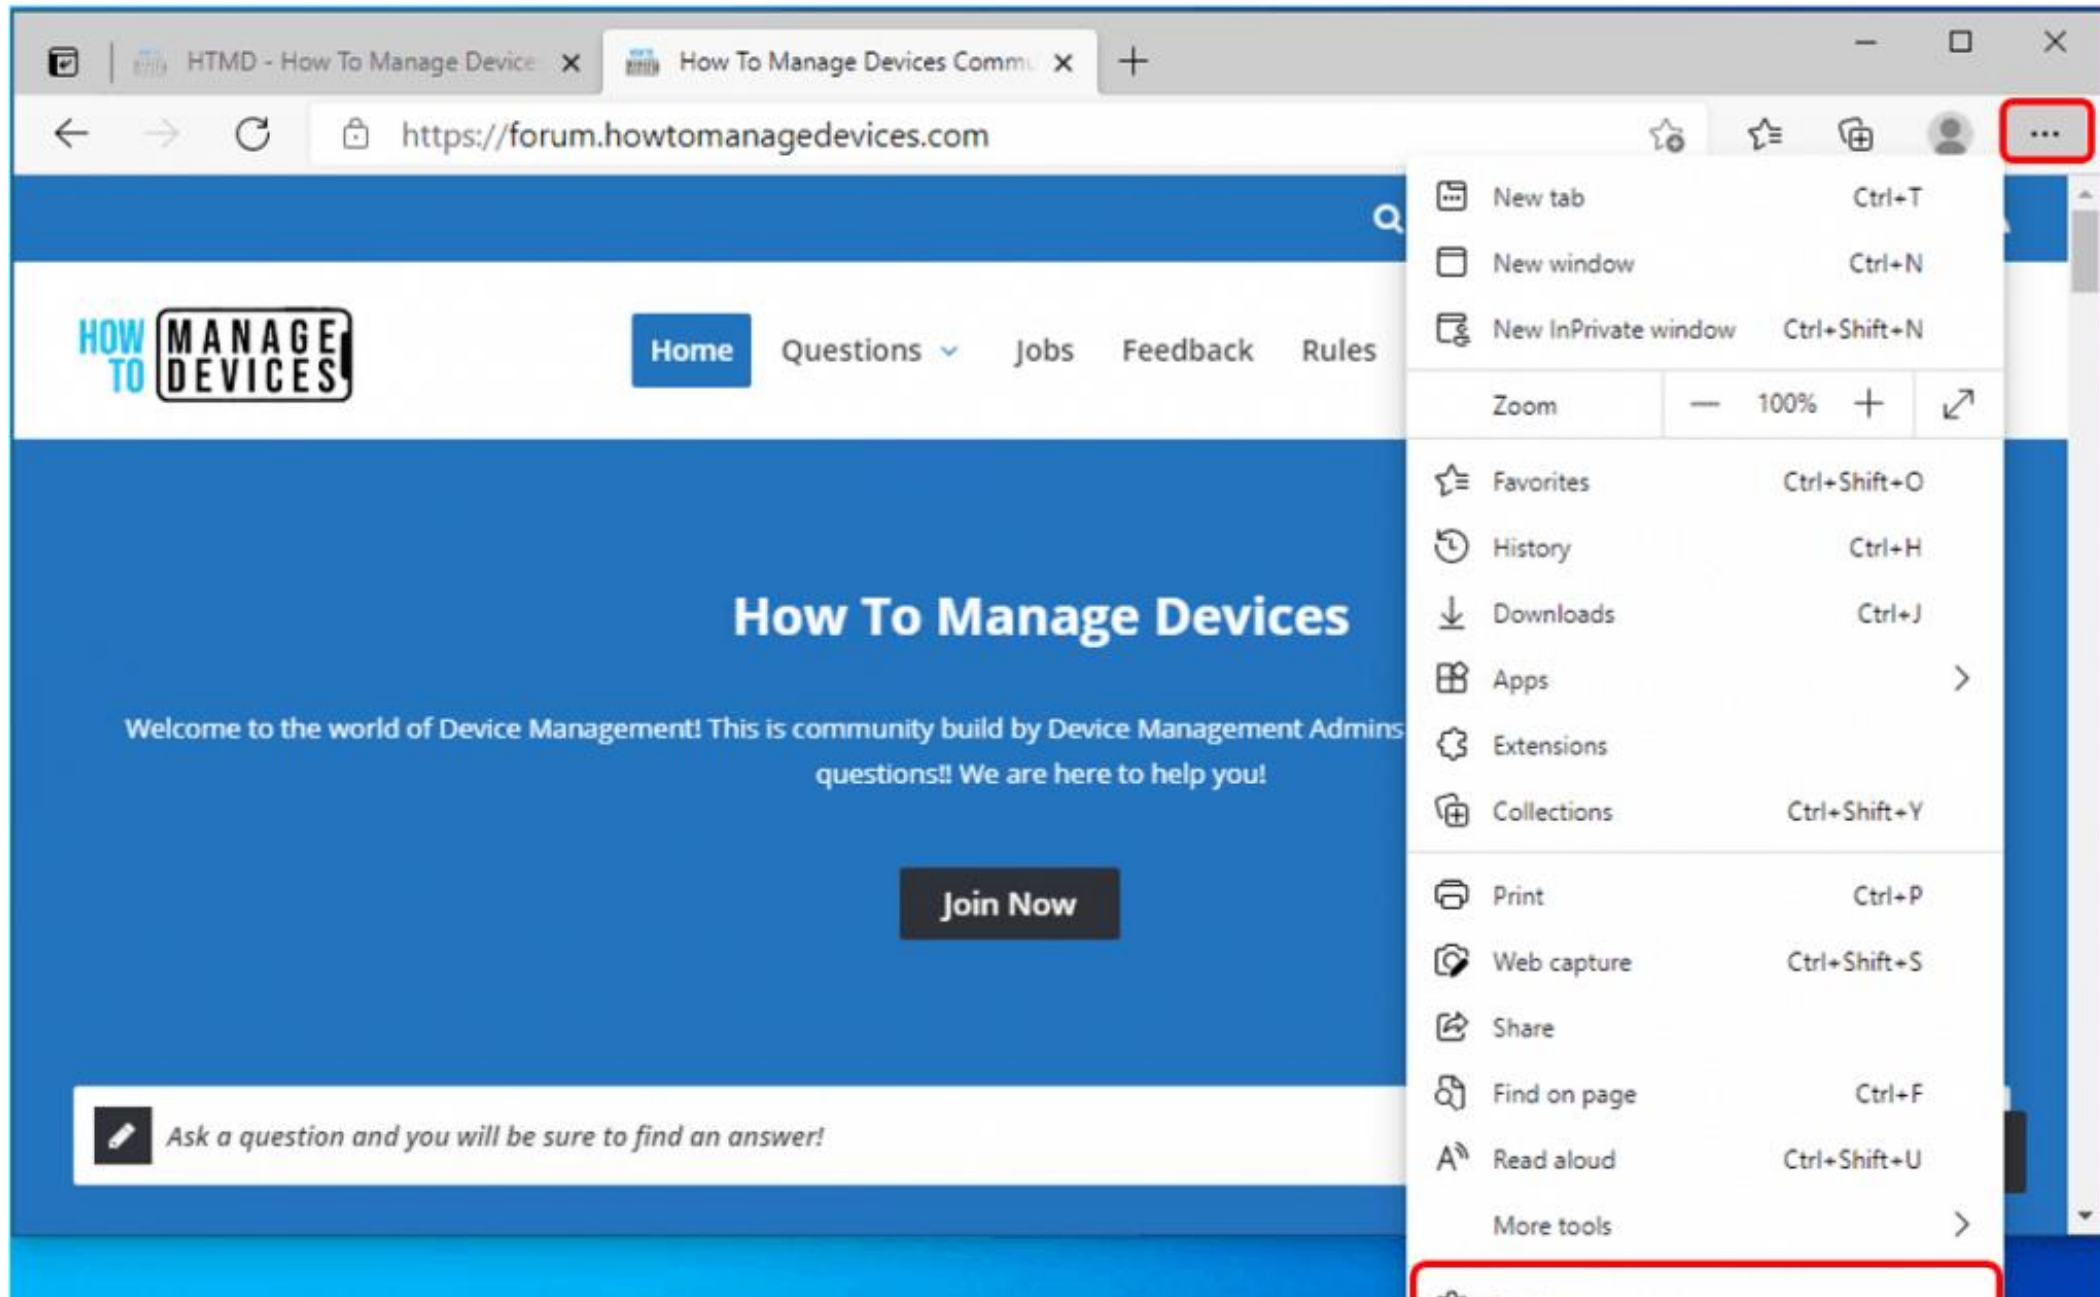 HTMD - How To Manage Device
How To Manage Devices Comm
https://forum.howtomanagedevices.com
HOW TO MANAGE DEVICES
Home Questions Jobs Feedback Rules
How To Manage Devices
Welcome to the world of Device Management! This is community build by Device Management Admins
questions!! We are here to help you!
Join Now
Ask a question and you will be sure to find an answer!
New tab Ctrl+T
New window Ctrl+N
New InPrivate window Ctrl+Shift+N
Zoom — 100% +
Favorites Ctrl+Shift+O
History Ctrl+H
Downloads Ctrl+J
Apps
Extensions
Collections Ctrl+Shift+Y
Print Ctrl+P
Web capture Ctrl+Shift+S
Share
Find on page Ctrl+F
Read aloud Ctrl+Shift+U
More tools